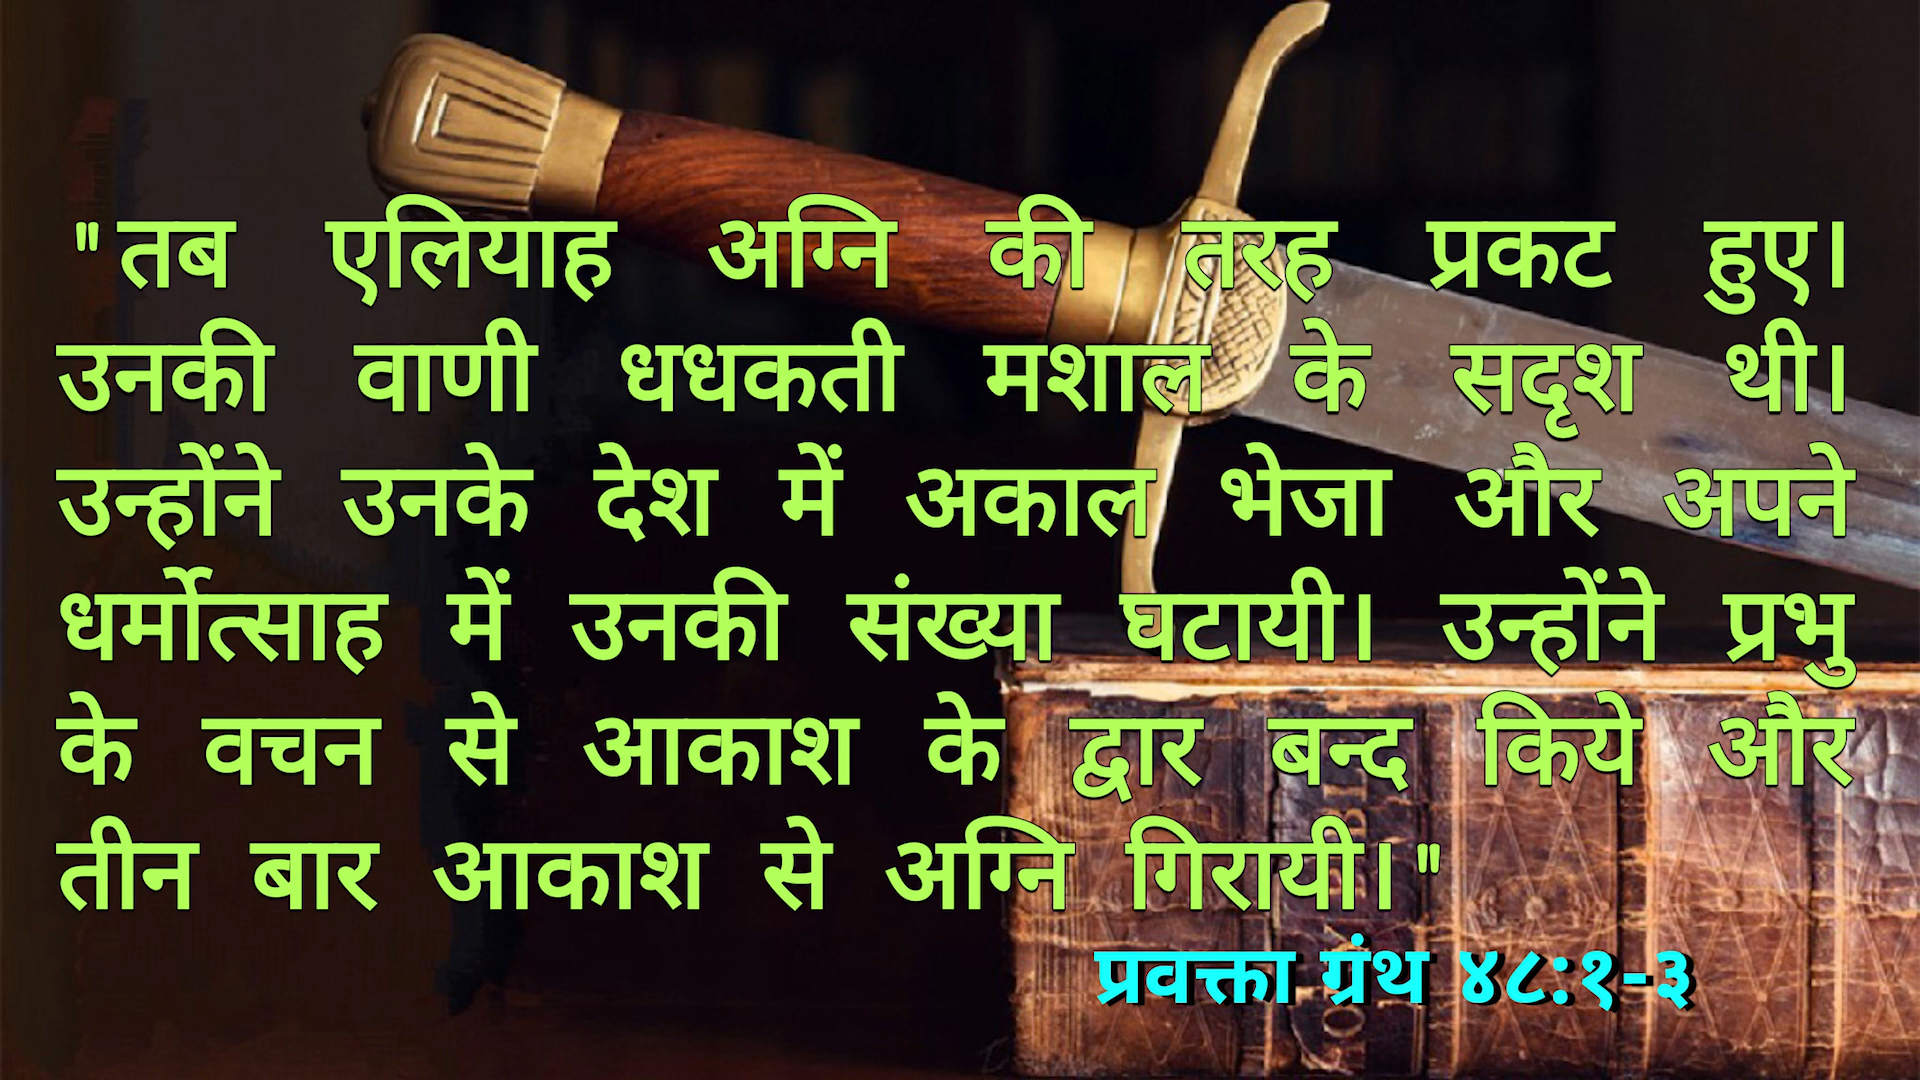 "तब एलियाह अग्नि की तरह प्रकट हुए।
उनकी वाणी धधकती मशाल के सदृश थी।
उन्होंने उनके देश में अकाल भेजा और अपने
धर्मोत्साह में उनकी संख्या घटायी। उन्होंने प्रभु
के वचन से आकाश के द्वार बन्द किये और
तीन बार आकाश से अग्नि गिरायी।"
प्रवक्ता ग्रंथ ४८:१-३